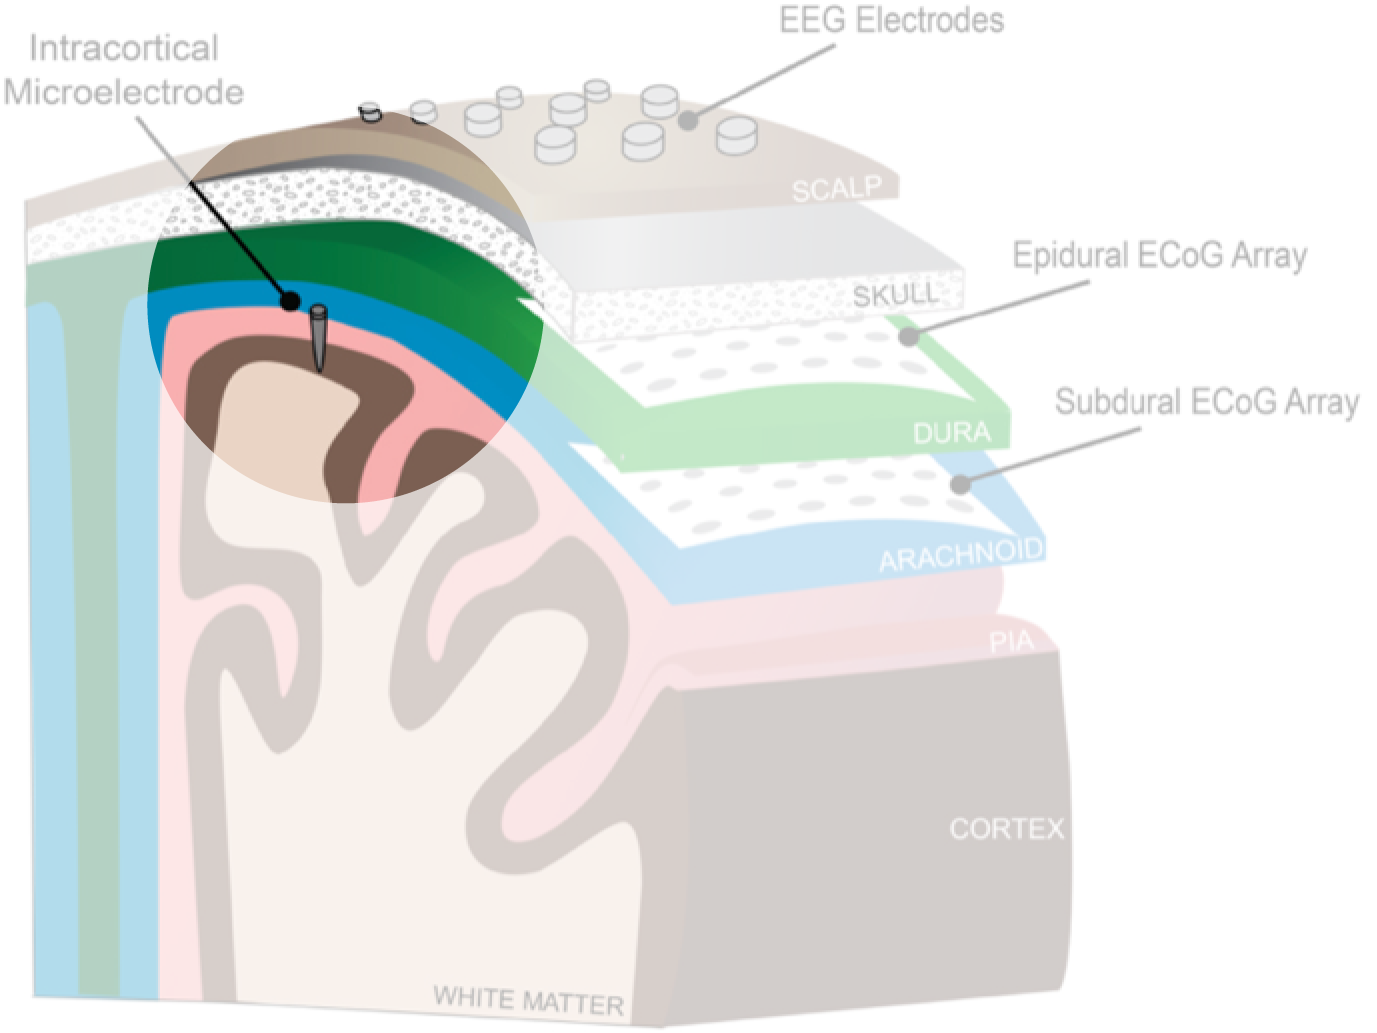 EEG Electrodes
Intracortical
Microelectrode
SCALP
Epidural ECoG Array
SKULL
Subdural ECoG Array
DURA
ARACHNOID
PIA
CORTEX
WHITE MATTER